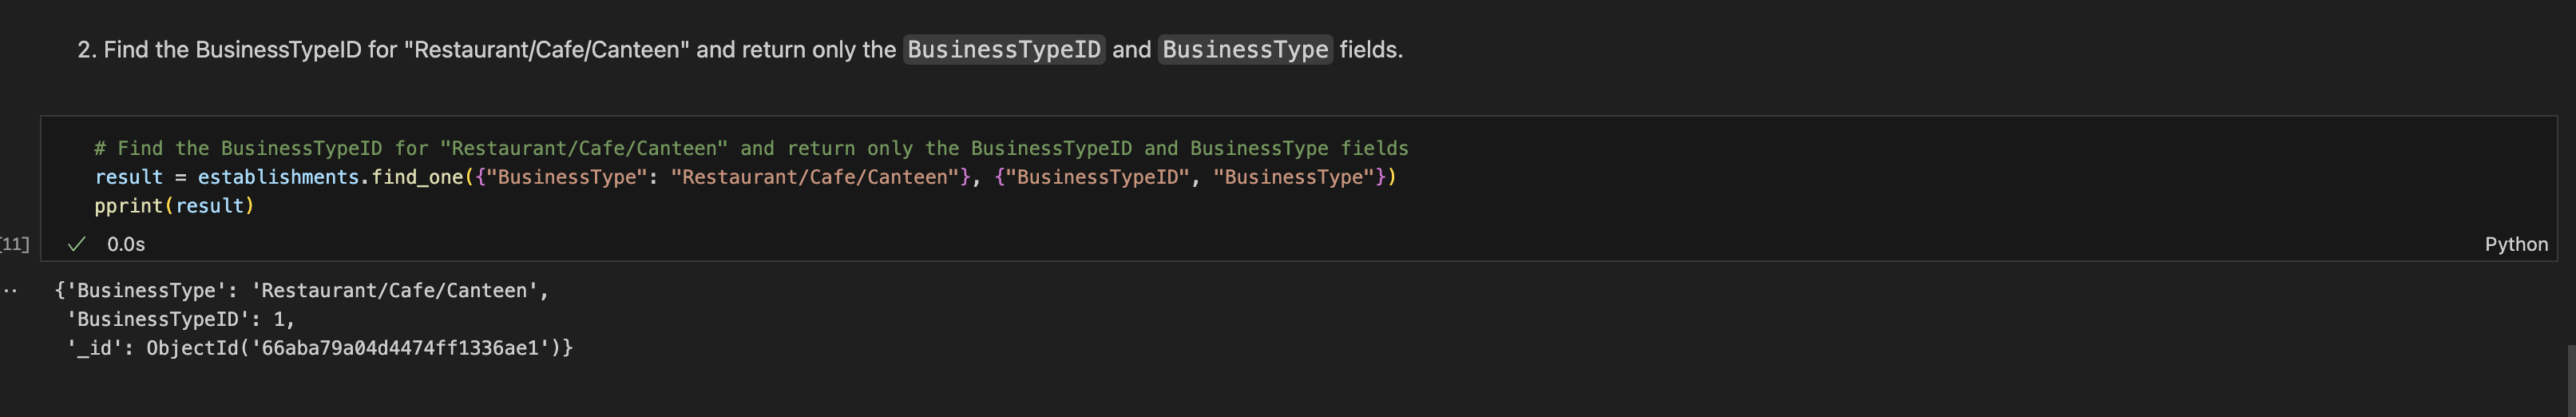 2. Find the BusinessTypeID for "Restaurant/Cafe/Canteen" and return only the BusinessTypeID and BusinessType fields.
# Find the BusinessTypeID for "Restaurant/Cafe/Canteen" and return only the BusinessTypeID and BusinessType fields
result = establishments.find_one({"BusinessType": "Restaurant/Cafe/Canteen"}, {"BusinessTypeID", "BusinessType"})
pprint(result)
[11] ✓ 0.0s Python
{'BusinessType': 'Restaurant/Cafe/Canteen',
'BusinessTypeID': 1,
'_id': ObjectId('66aba79a04d4474ff1336ae1')}